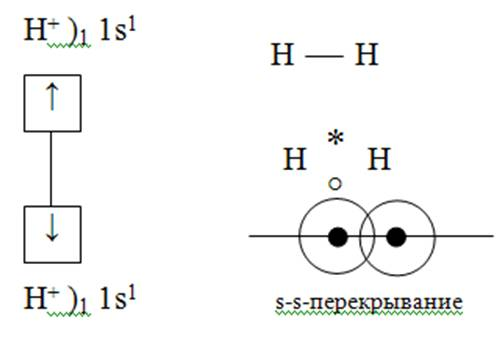 H⁺ )₁ 1s¹
H — H
↑
*
H H
○
↓
H⁺ )₁ 1s¹
s-s-перекрывание